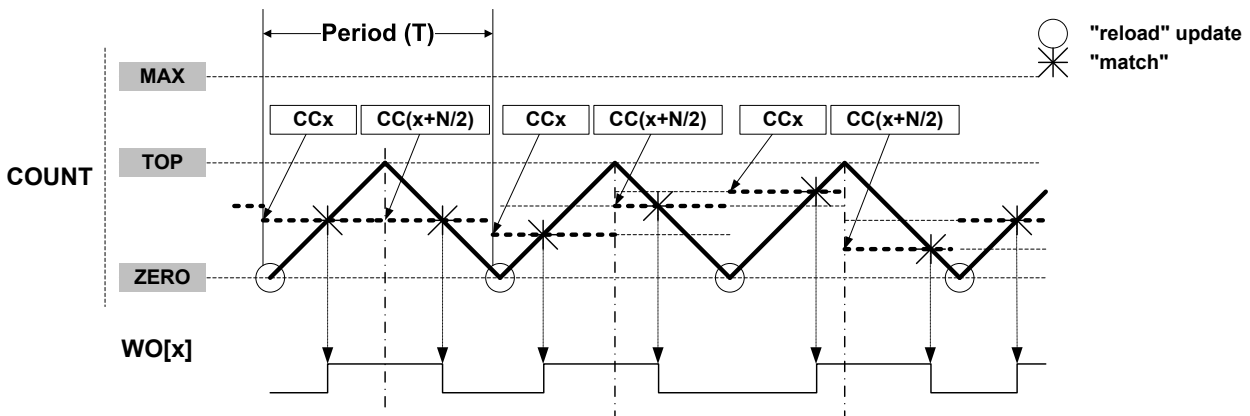 Period (T)
"reload" update
"match"
MAX
CCx
CC(x+N/2)
CCx
CC(x+N/2)
CCx
CC(x+N/2)
TOP
COUNT
ZERO
WO[x]